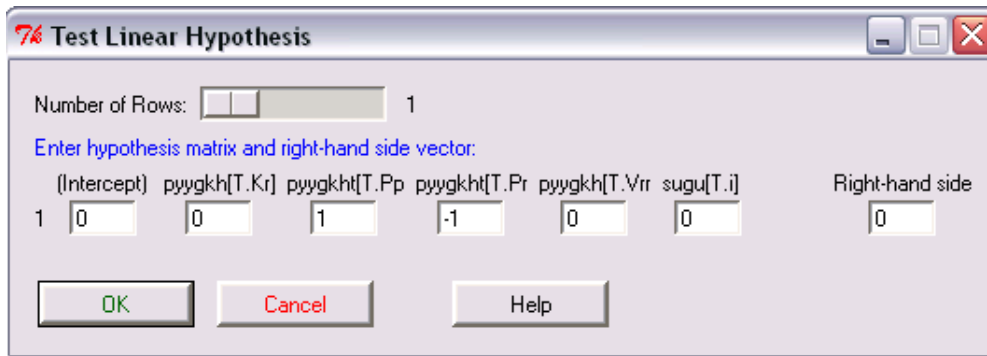 Test Linear Hypothesis
Number of Rows: 1
Enter hypothesis matrix and right-hand side vector:
(Intercept) pyygkh[T.Kr] pyygkht[T.Pp pyygkht[T.Pr pyygkh[T.Vrr sugu[T.i] Right-hand side
1 0 0 1 -1 0 0 0
OK Cancel Help